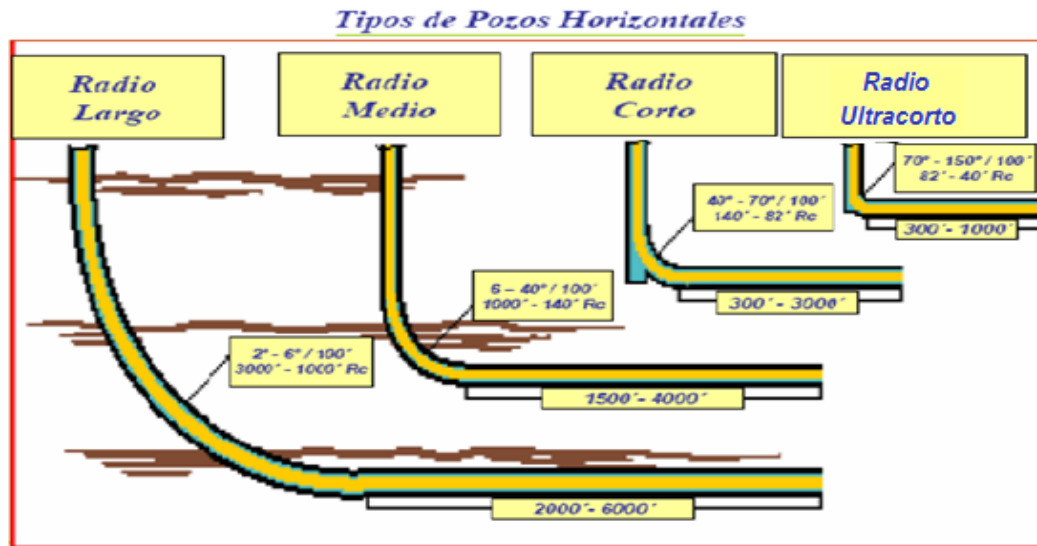 Tipos de Pozos Horizontales
Radio
Largo
Radio
Medio
Radio
Corto
Radio
Ultracorto
70° - 150° / 100´
82´ - 40´ Rc
300´ - 1000´
40° - 70° / 100´
140´ - 82´ Rc
300´ - 3000´
6 – 40° / 100´
1000´ - 140´ Rc
1500´ - 4000´
2° - 6° / 100´
3000´ - 1000´ Rc
2000´ - 6000´